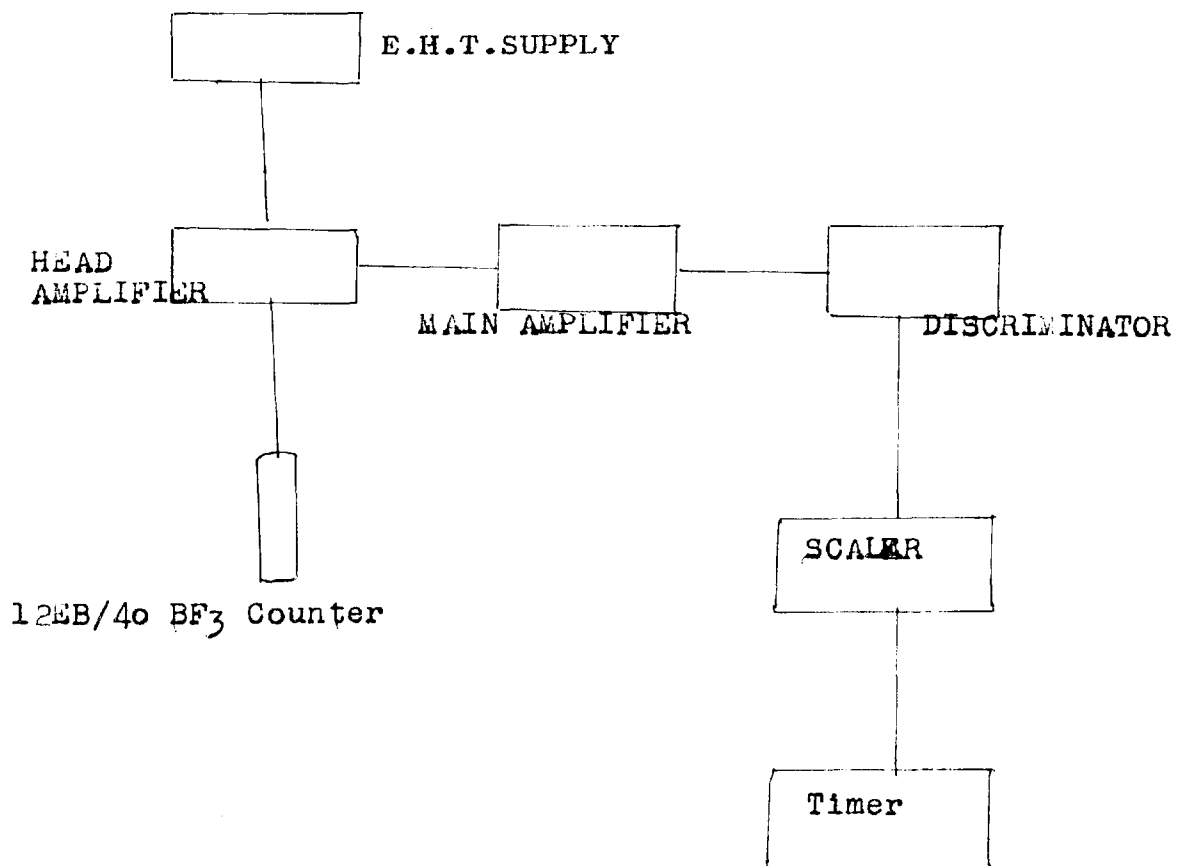 E.H.T.SUPPLY
HEAD
AMPLIFIER
MAIN AMPLIFIER
DISCRIMINATOR
SCALER
12EB/40 BF₃ Counter
Timer